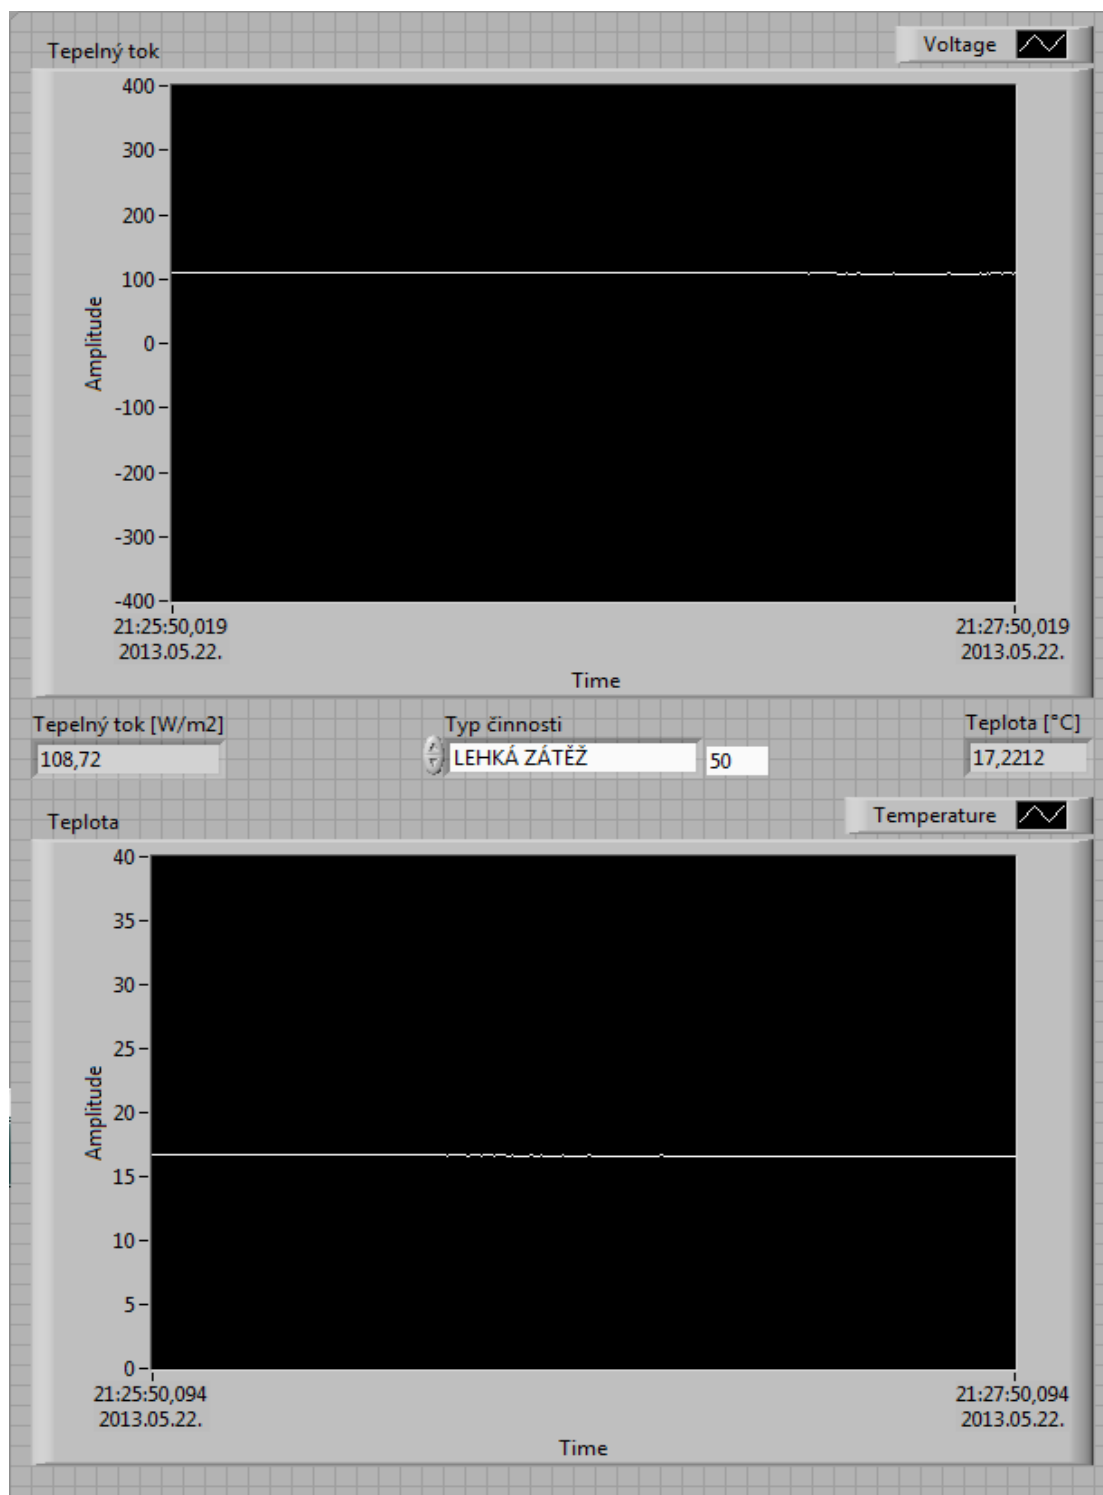 Tepelný tok
Voltage
400
300
200
100
0
-100
-200
-300
-400
Amplitude
21:25:50,019
2013.05.22.
21:27:50,019
2013.05.22.
Time
Tepelný tok [W/m2]
108,72
Typ činnosti
LEHKÁ ZÁTĚŽ
50
Teplota [°C]
17,2212
Teplota
Temperature
40
35
30
25
20
15
10
5
0
Amplitude
21:25:50,094
2013.05.22.
21:27:50,094
2013.05.22.
Time